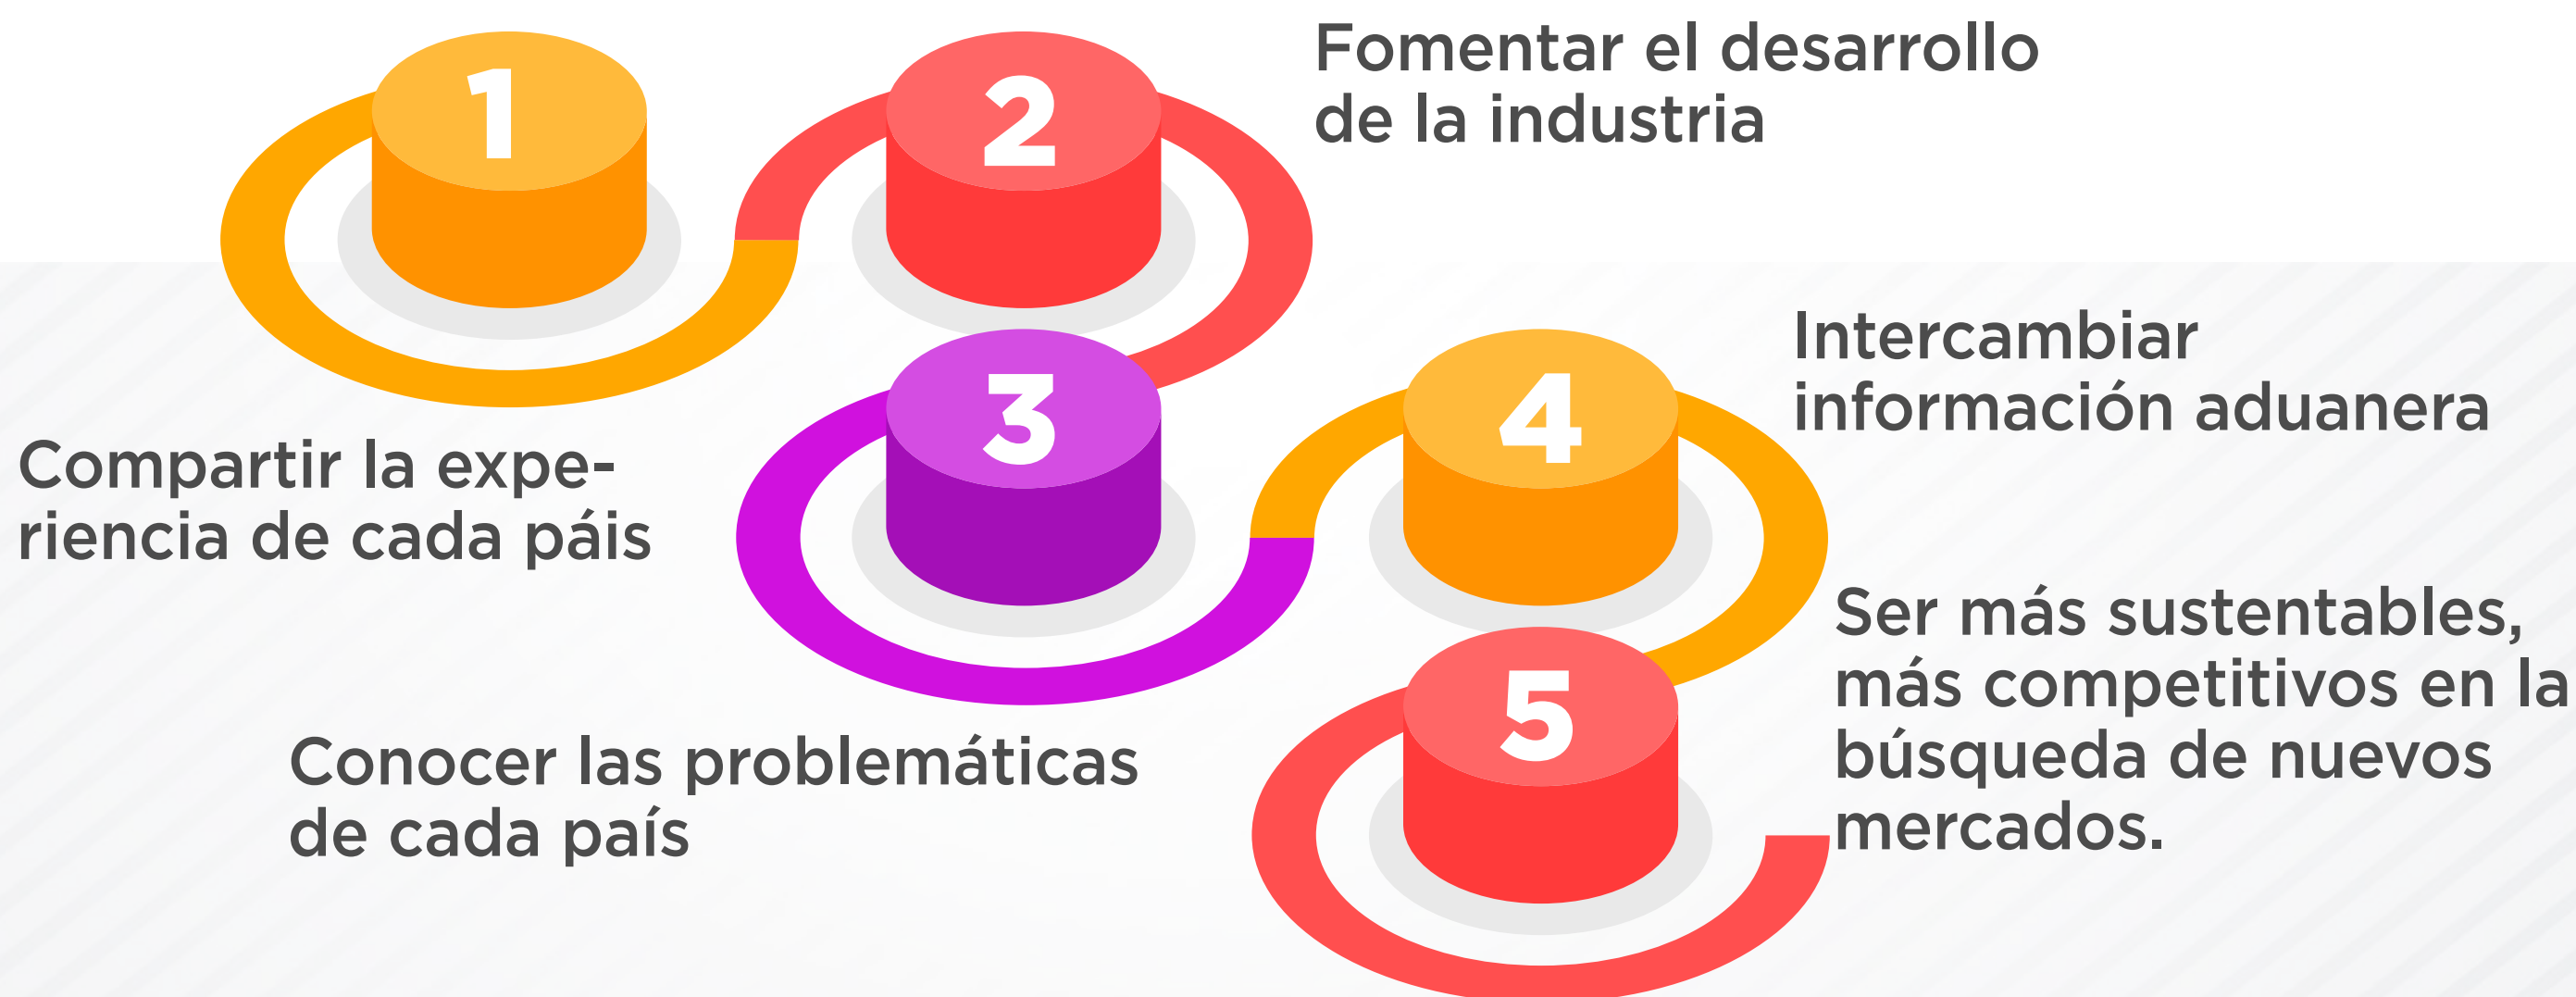 1
Compartir la expe-
riencia de cada páis
2
Fomentar el desarrollo
de la industria
3
Conocer las problemáticas
de cada país
4
Intercambiar
información aduanera
5
Ser más sustentables,
más competitivos en la
búsqueda de nuevos
mercados.